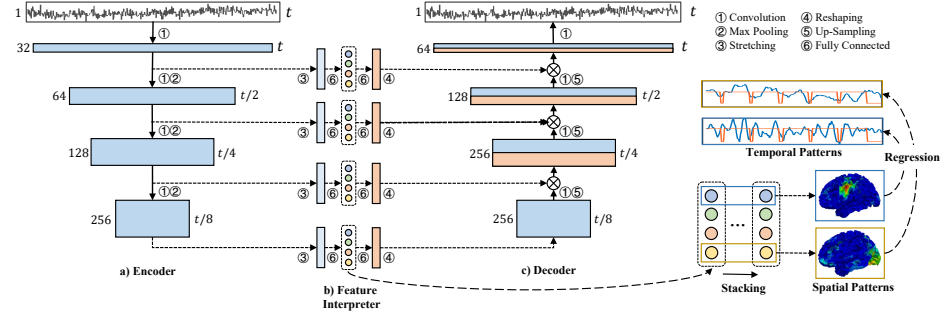 1
t
①
32
t
③ ⑥ ⑥ ④
①②
64
t/2
③ ⑥ ⑥ ④
①②
128
t/4
③ ⑥ ⑥ ④
①②
256
t/8
③ ⑥ ⑥ ④
a) Encoder
b) Feature
Interpreter
1
t
①
64
t
①⑤
128
t/2
①⑤
256
t/4
①⑤
256
t/8
c) Decoder
① Convolution ④ Reshaping
② Max Pooling ⑤ Up-Sampling
③ Stretching ⑥ Fully Connected
Temporal Patterns
Regression
...
Stacking
Spatial Patterns